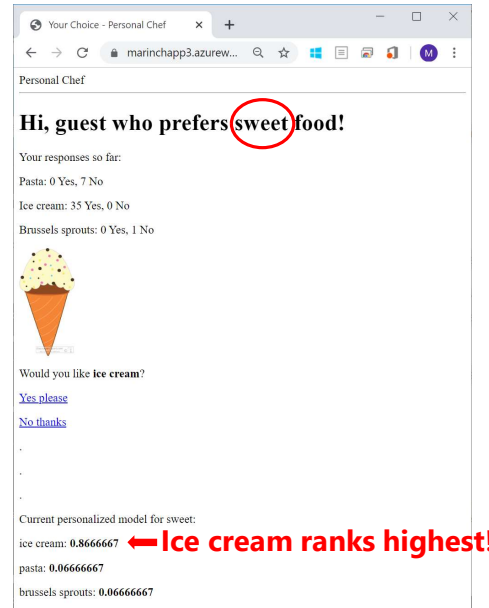 Your Choice - Personal Chef
marinchapp3.azurew...
M
Personal Chef
Hi, guest who prefers sweet food!
Your responses so far:
Pasta: 0 Yes, 7 No
Ice cream: 35 Yes, 0 No
Brussels sprouts: 0 Yes, 1 No
Would you like ice cream?
Yes please
No thanks
.
.
.
Current personalized model for sweet:
ice cream: 0.8666667 Ice cream ranks highest!
pasta: 0.06666667
brussels sprouts: 0.06666667